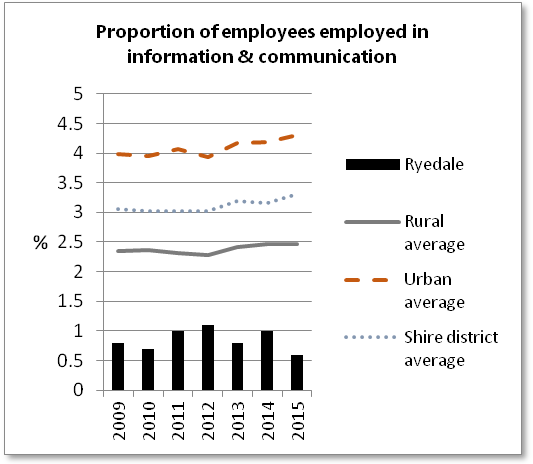 Proportion of employees employed in
information & communication
5
4.5
4
3.5
3
% 2.5
2
1.5
1
0.5
0
2009
2010
2011
2012
2013
2014
2015
Ryedale
Rural
average
Urban
average
Shire district
average